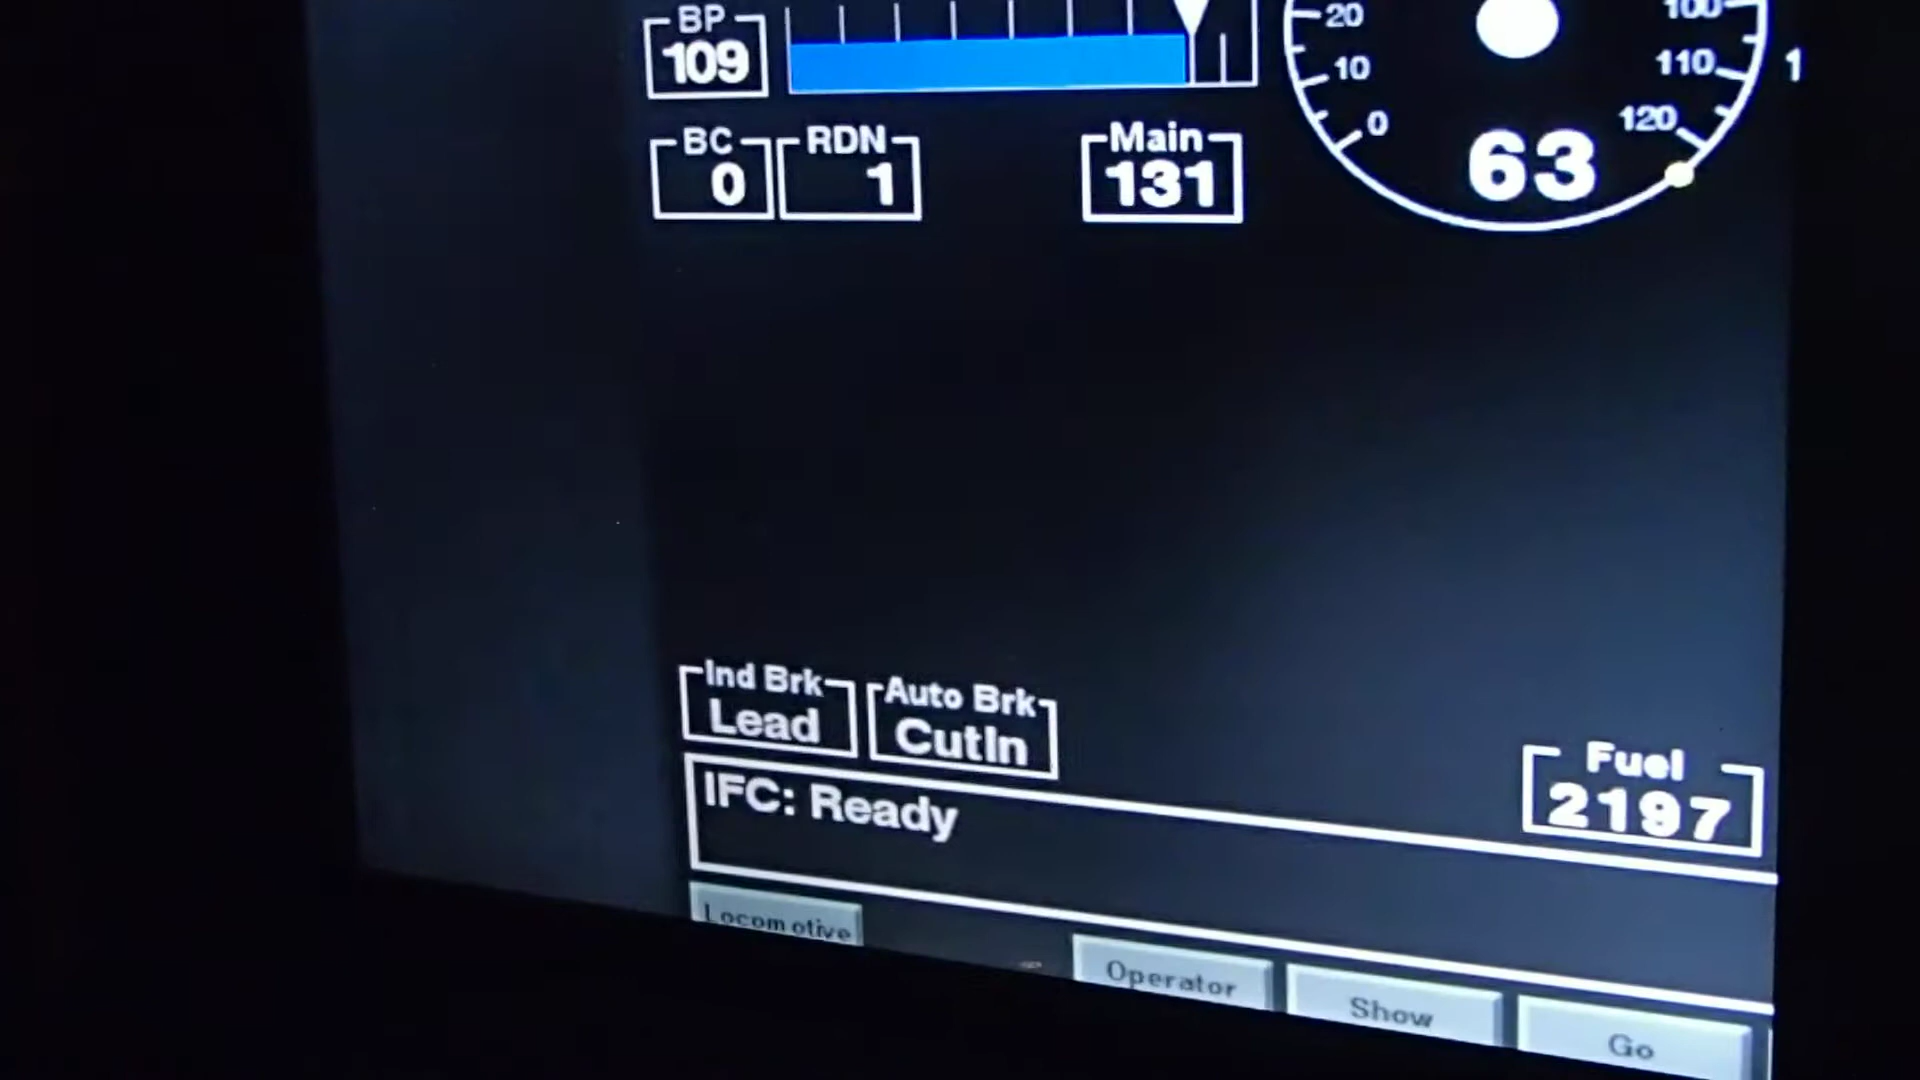 BP
109
20
10
0
100
110
120
63
1
BC
0
RDN
1
Main
131
Ind Brk
Lead
Auto Brk
CutIn
Fuel
2197
IFC: Ready
Locomotive
Operator
Show
Go